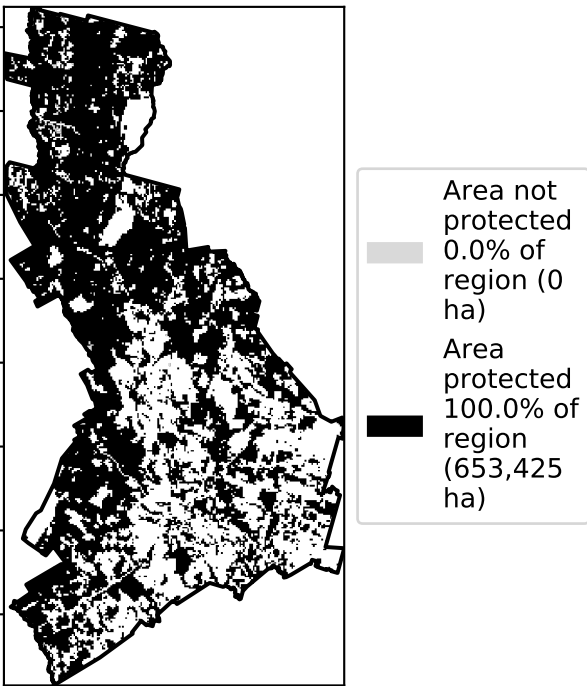 Area not
protected
0.0% of
region (0
ha)
Area
protected
100.0% of
region
(653,425
ha)